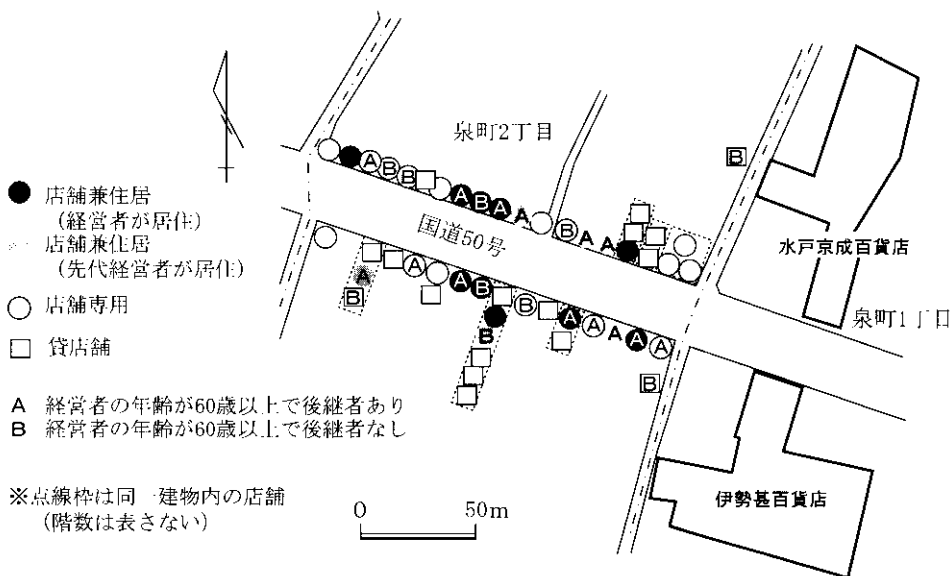 泉町2丁目
B
A
B
B
A
B
A
A
B
A
A
国道50号
水戸京成百貨店
泉町1丁目
A
B
A
A
B
B
B
A
A
A
A
A
B
伊勢甚百貨店
店舗兼住居
(経営者が居住)
店舗兼住居
(先代経営者が居住)
店舗専用
貸店舗
A 経営者の年齢が60歳以上で後継者あり
B 経営者の年齢が60歳以上で後継者なし
※点線枠は同一建物内の店舗
(階数は表さない)
0 50m